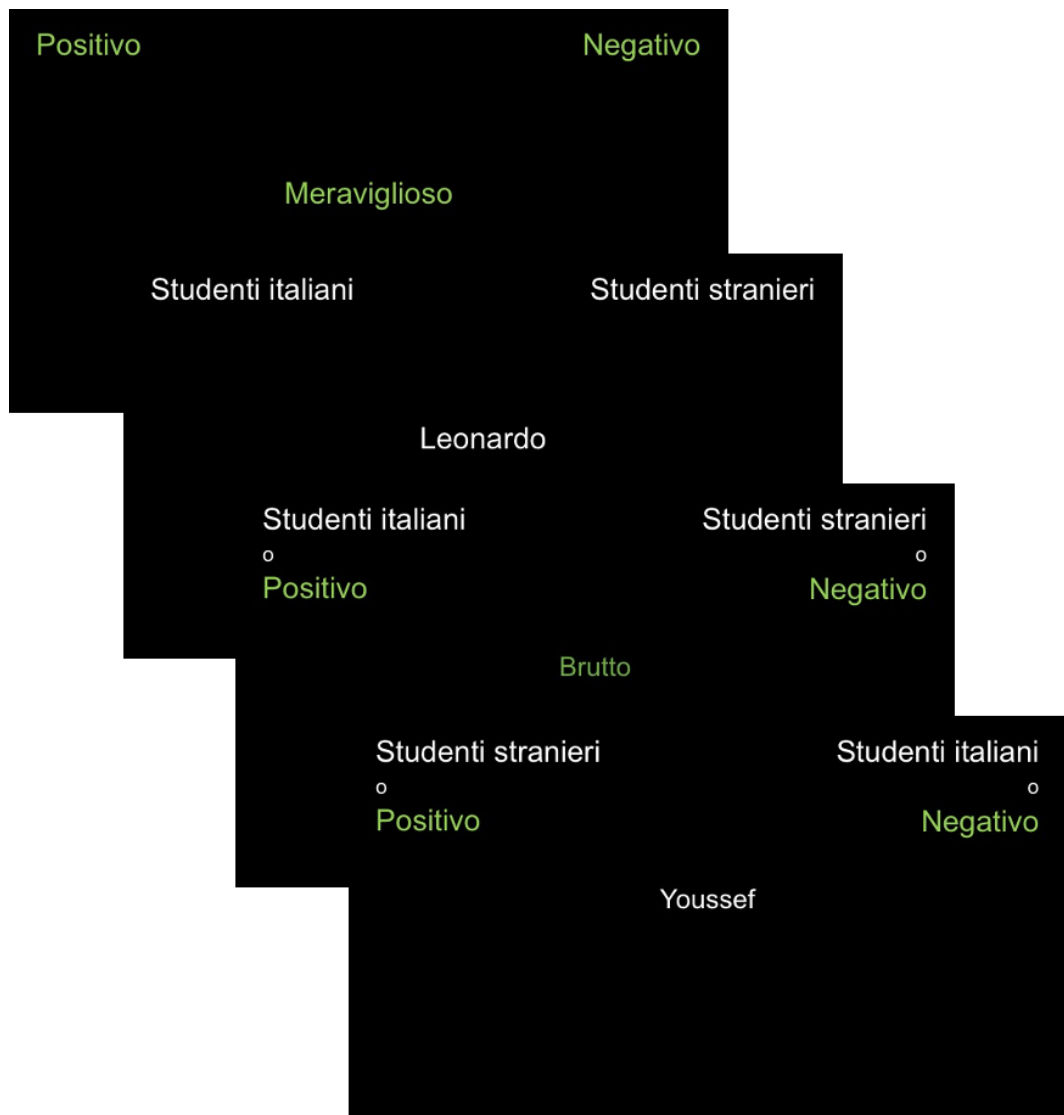 Positivo Negativo
Meraviglioso
Studenti italiani Studenti stranieri
Leonardo
Studenti italiani Studenti stranieri
o o
Positivo Negativo
Brutto
Studenti stranieri Studenti italiani
o o
Positivo Negativo
Youssef